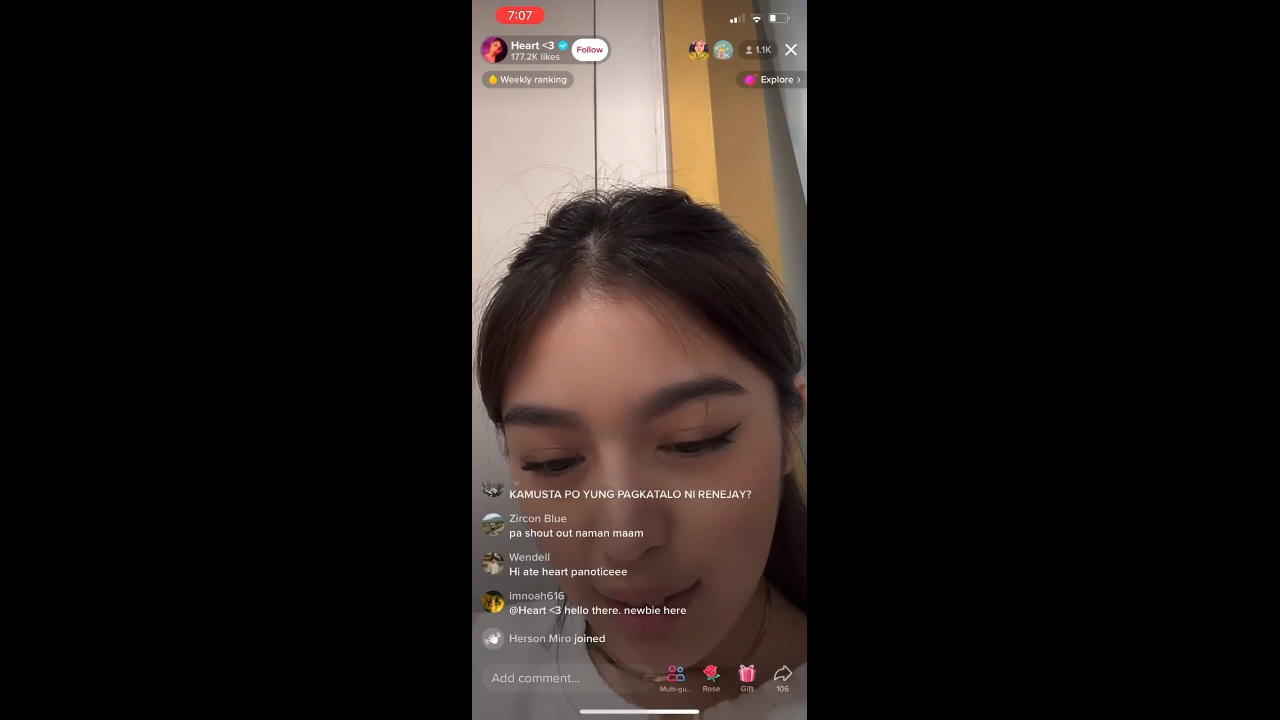 7:07
Heart <3
177.2K likes
Follow
1.1K
Weekly ranking
Explore >
KAMUSTA PO YUNG PAGKATALO NI RENEJAY?
Zircon Blue
pa shout out naman maam
Wendell
Hi ate heart panoticeee
imnoah616
@Heart <3 hello there. newbie here
Herson Miro joined
Add comment...
Multi-gu...
Rose
Gift
106